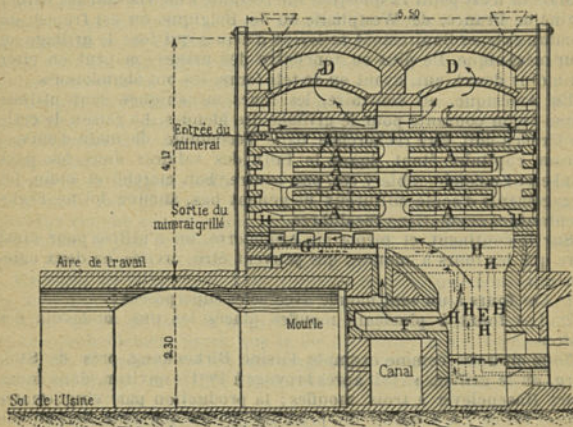 5.50
D
D
Entrée du
minerai
4.12
A
A
A
A
A
A
A
A
A
A
Sortie du
minerai grillé
H
H
G
H
H
H
Aire de travail
Moufle
F
H
H
H
E
H
H
H
2.30
Canal
Sol de l'Usine